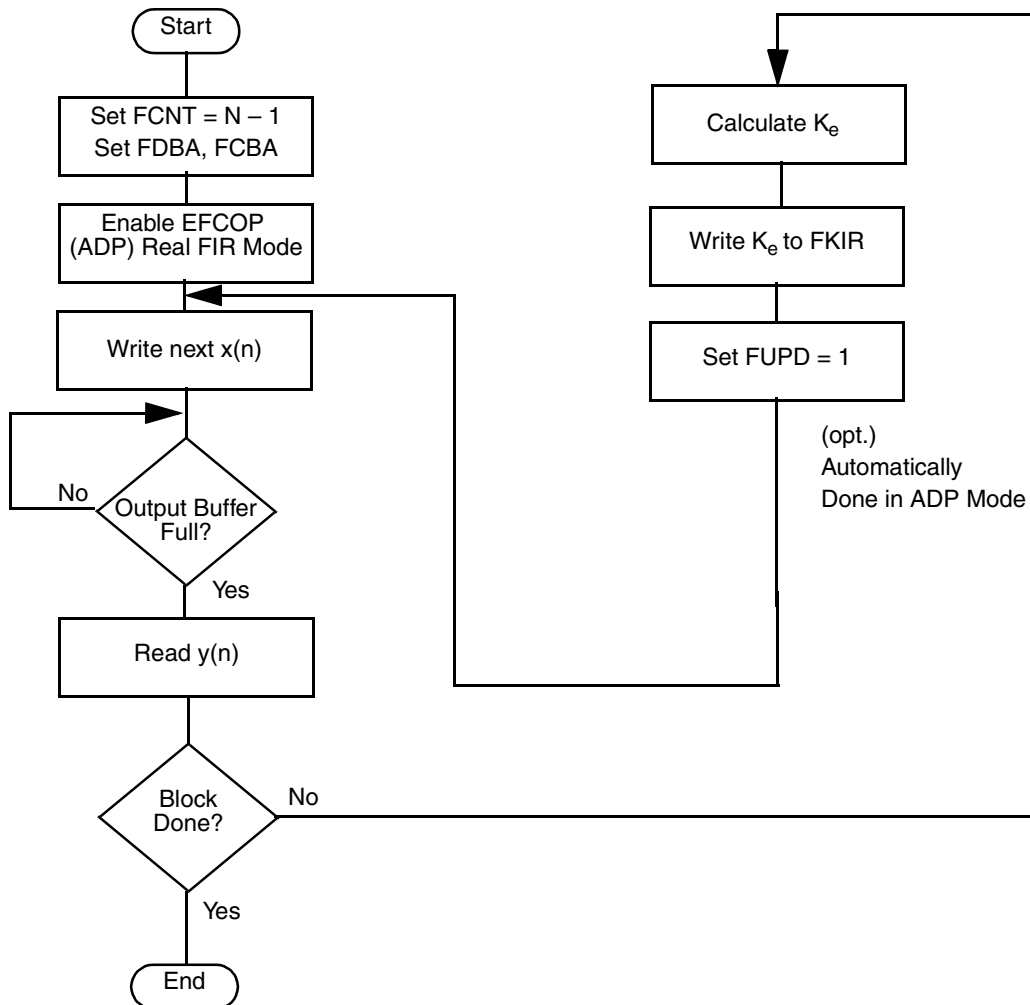 Start
Set FCNT = N – 1
Set FDBA, FCBA
Enable EFCOP
(ADP) Real FIR Mode
Write next x(n)
No
Output Buffer
Full?
Yes
Read y(n)
Block
Done?
No
Yes
End
Calculate Ke
Write Ke to FKIR
Set FUPD = 1
(opt.)
Automatically
Done in ADP Mode